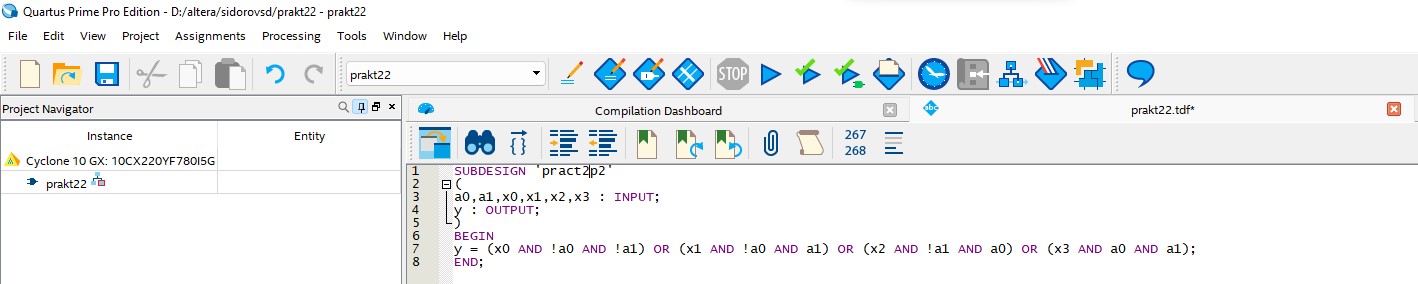 Quartus Prime Pro Edition - D:/altera/sidorovsd/prakt22 - prakt22
File Edit View Project Assignments Processing Tools Window Help
prakt22
STOP
Project Navigator
Compilation Dashboard
abc
prakt22.tdf*
Instance Entity
267
268
Cyclone 10 GX: 10CX220YF780I5G
prakt22
1 SUBDESIGN 'pract2p2'
2 (
3 a0,a1,x0,x1,x2,x3 : INPUT;
4 y : OUTPUT;
5 )
6 BEGIN
7 y = (x0 AND !a0 AND !a1) OR (x1 AND !a0 AND a1) OR (x2 AND !a1 AND a0) OR (x3 AND a0 AND a1);
8 END;